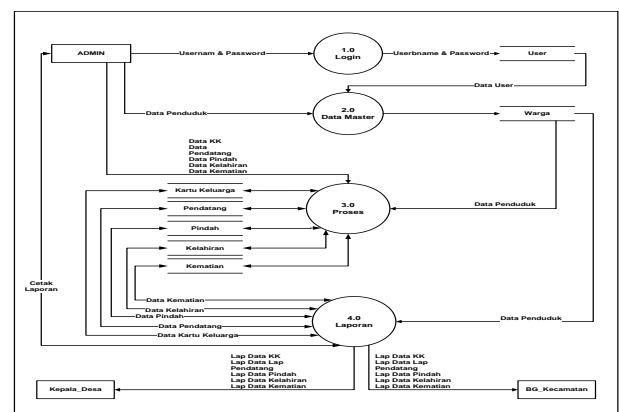 ADMIN
Usernam & Password
1.0
Login
Userbname & Password
User
Data User
Data Penduduk
2.0
Data Master
Warga
Data KK
Data
Pendatang
Data Pindah
Data Kelahiran
Data Kematian
Kartu Keluarga
Pendatang
Pindah
Kelahiran
Kematian
3.0
Proses
Data Penduduk
Cetak
Laporan
Data Kematian
Data Kelahiran
Data Pindah
Data Pendatang
Data Kartu Keluarga
4.0
Laporan
Data Penduduk
Lap Data KK
Lap Data Lap
Pendatang
Lap Data Pindah
Lap Data Kelahiran
Lap Data Kematian
Lap Data KK
Lap Data Lap
Pendatang
Lap Data Pindah
Lap Data Kelahiran
Lap Data Kematian
Kepala_Desa
BG_Kecamatan